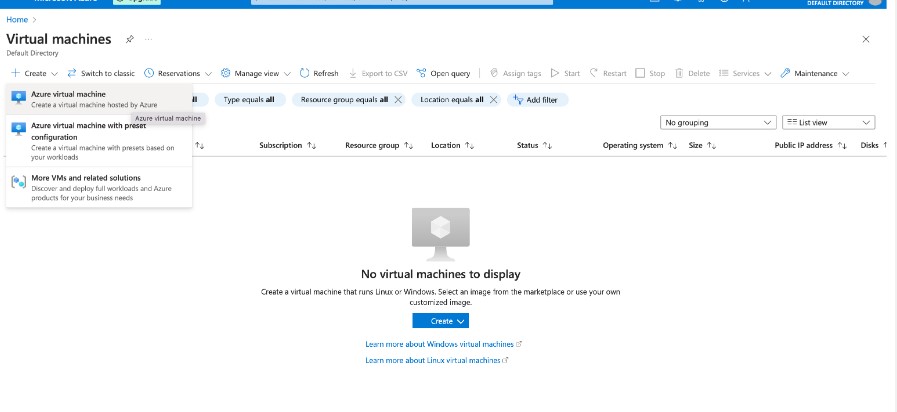 Microsoft Azure
Upgrade
DEFAULT DIRECTORY
Home
Virtual machines
Default Directory
Create
Switch to classic
Reservations
Manage view
Refresh
Export to CSV
Open query
Assign tags
Start
Restart
Stop
Delete
Services
Maintenance
Azure virtual machine
Create a virtual machine hosted by Azure
Azure virtual machine
Azure virtual machine with preset
configuration
Create a virtual machine with presets based on
your workloads
More VMs and related solutions
Discover and deploy full workloads and Azure
products for your business needs
Type equals all
Resource group equals all
Location equals all
Add filter
No grouping
List view
Subscription
Resource group
Location
Status
Operating system
Size
Public IP address
Disks
No virtual machines to display
Create a virtual machine that runs Linux or Windows. Select an image from the marketplace or use your own
customized image.
Create
Learn more about Windows virtual machines
Learn more about Linux virtual machines